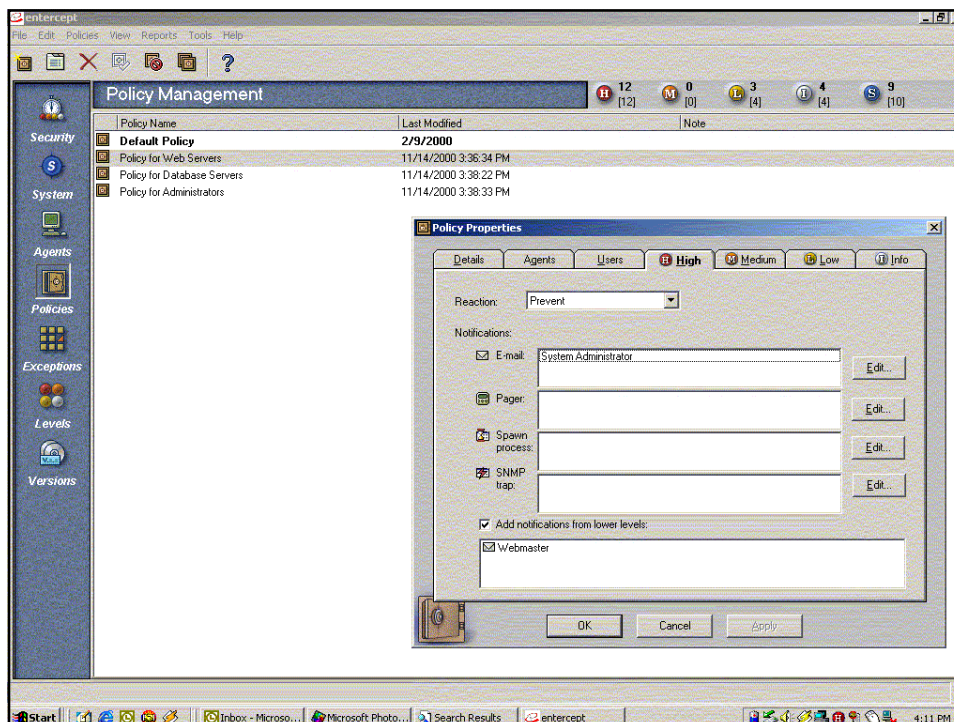 entercept
File Edit Policies View Reports Tools Help
Policy Management
H 12 [12] M 0 [0] L 3 [4] I 4 [4] S 9 [10]
Policy Name Last Modified Note
Default Policy 2/9/2000
Policy for Web Servers 11/14/2000 3:36:34 PM
Policy for Database Servers 11/14/2000 3:38:22 PM
Policy for Administrators 11/14/2000 3:38:33 PM
Security
S
System
Agents
Policies
Exceptions
Levels
Versions
Policy Properties
Details Agents Users H High M Medium Low I Info
Reaction: Prevent
Notifications:
E-mail: System Administrator Edit...
Pager: Edit...
Spawn process: Edit...
SNMP trap: Edit...
Add notifications from lower levels:
Webmaster
OK Cancel Apply
Start Inbox - Microso... Microsoft Photo... Search Results entercept 4:11 PM